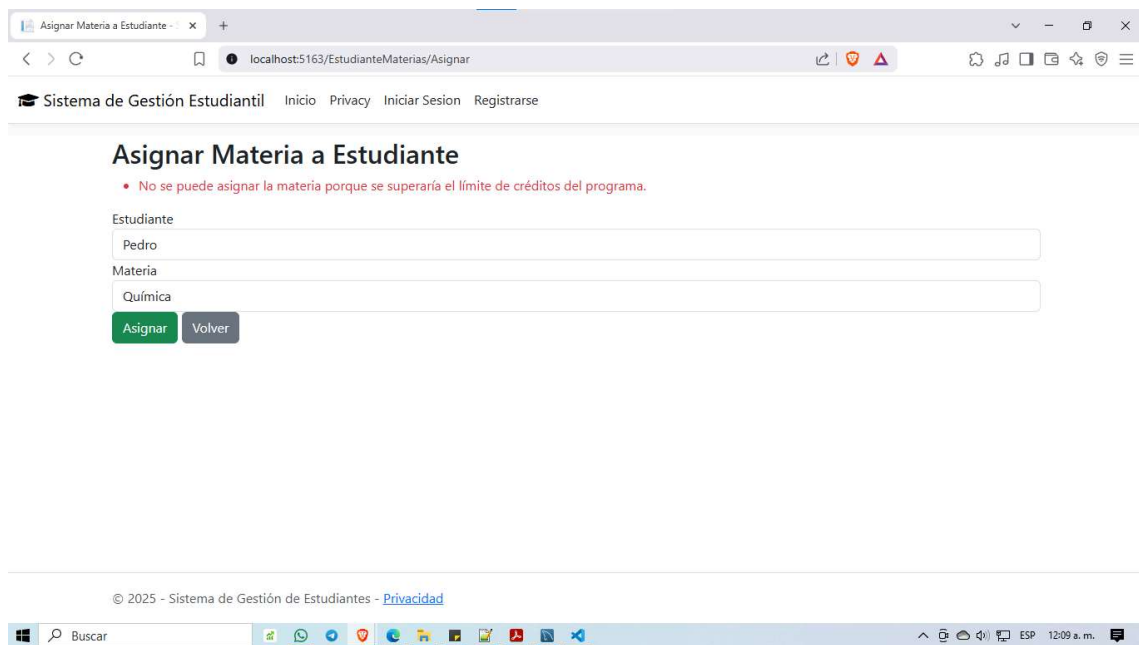 Asignar Materia a Estudiante - S
localhost:5163/EstudianteMaterias/Asignar
Sistema de Gestión Estudiantil Inicio Privacy Iniciar Sesion Registrarse
Asignar Materia a Estudiante
No se puede asignar la materia porque se superaría el límite de créditos del programa.
Estudiante
Pedro
Materia
Química
Asignar Volver
© 2025 - Sistema de Gestión de Estudiantes - Privacidad
Buscar ESP 12:09 a. m.